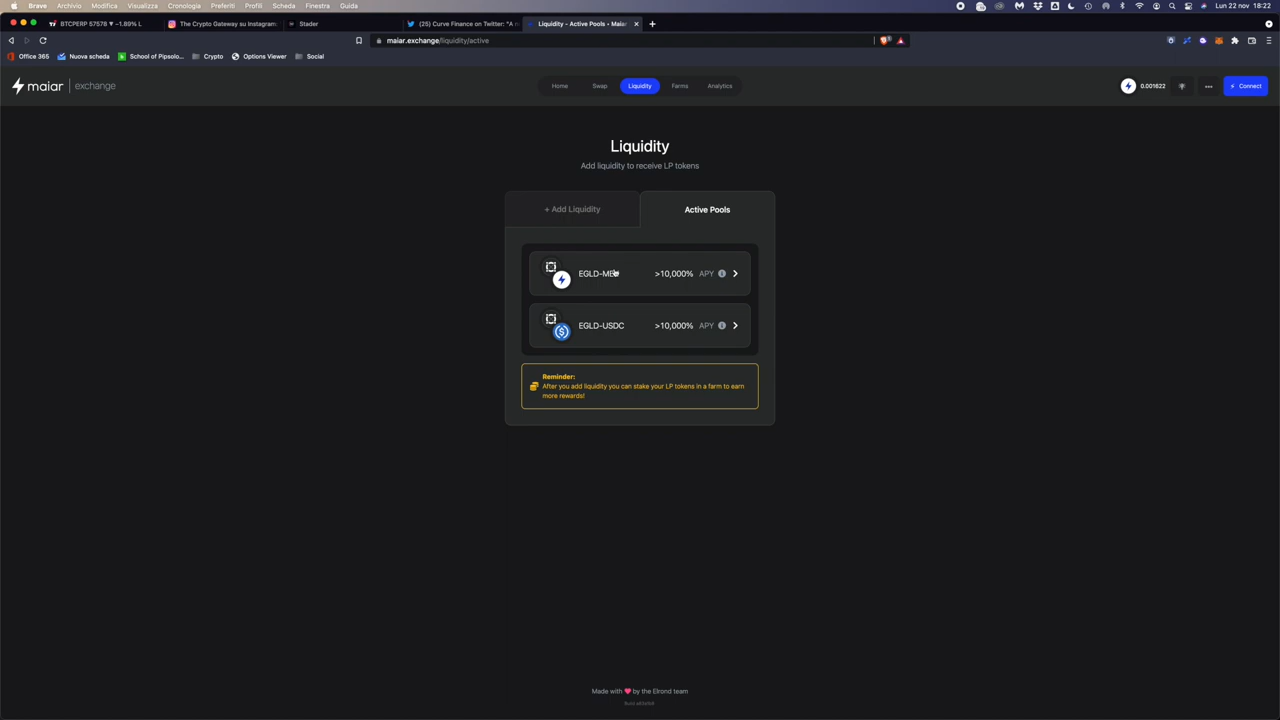 Brave Archivio Modifica Visualizza Cronologia Preferiti Profili Scheda Finestra Guida Lun 22 nov 18:22
BTCPERP 57578 ▼ −1.89% L The Crypto Gateway su Instagram Stader (25) Curve Finance on Twitter: "A n Liquidity - Active Pools • Maiar
maiar.exchange/liquidity/active
Office 365 Nuova scheda School of Pipsolo... Crypto Options Viewer Social
maiar | exchange Home Swap Liquidity Farms Analytics 0.001622 Connect
Liquidity
Add liquidity to receive LP tokens
+ Add Liquidity Active Pools
>10,000% APY
EGLD-USDC >10,000% APY
Reminder:
After you add liquidity you can stake your LP tokens in a farm to earn
more rewards!
Made with ❤ by the Elrond team